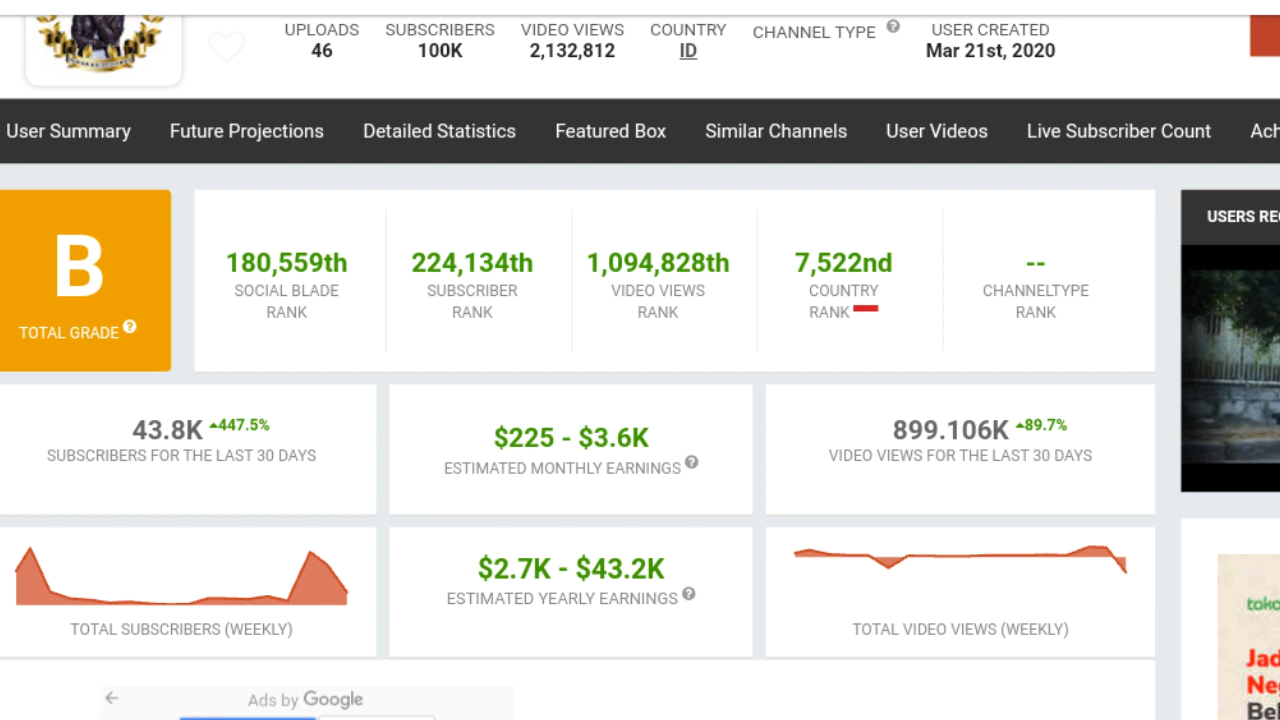 UPLOADS
46
SUBSCRIBERS
100K
VIDEO VIEWS
2,132,812
COUNTRY
ID
CHANNEL TYPE ?
USER CREATED
Mar 21st, 2020
User Summary Future Projections Detailed Statistics Featured Box Similar Channels User Videos Live Subscriber Count Ach
B
TOTAL GRADE ?
180,559th
SOCIAL BLADE
RANK
224,134th
SUBSCRIBER
RANK
1,094,828th
VIDEO VIEWS
RANK
7,522nd
COUNTRY
RANK
--
CHANNELTYPE
RANK
USERS RE
43.8K 447.5%
SUBSCRIBERS FOR THE LAST 30 DAYS
$225 - $3.6K
ESTIMATED MONTHLY EARNINGS ?
899.106K 89.7%
VIDEO VIEWS FOR THE LAST 30 DAYS
TOTAL SUBSCRIBERS (WEEKLY)
$2.7K - $43.2K
ESTIMATED YEARLY EARNINGS ?
TOTAL VIDEO VIEWS (WEEKLY)
Ads by Google
toko
Jad
Neg
Bel